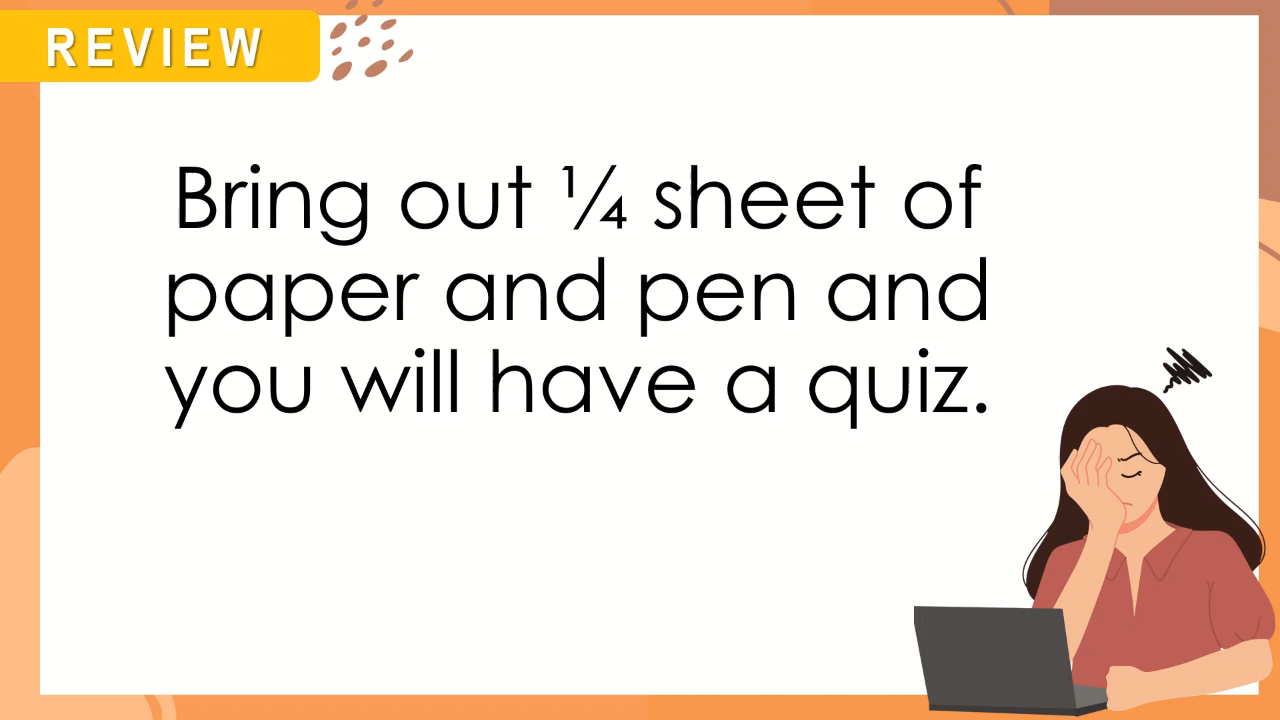 REVIEW
Bring out ¼ sheet of
paper and pen and
you will have a quiz.